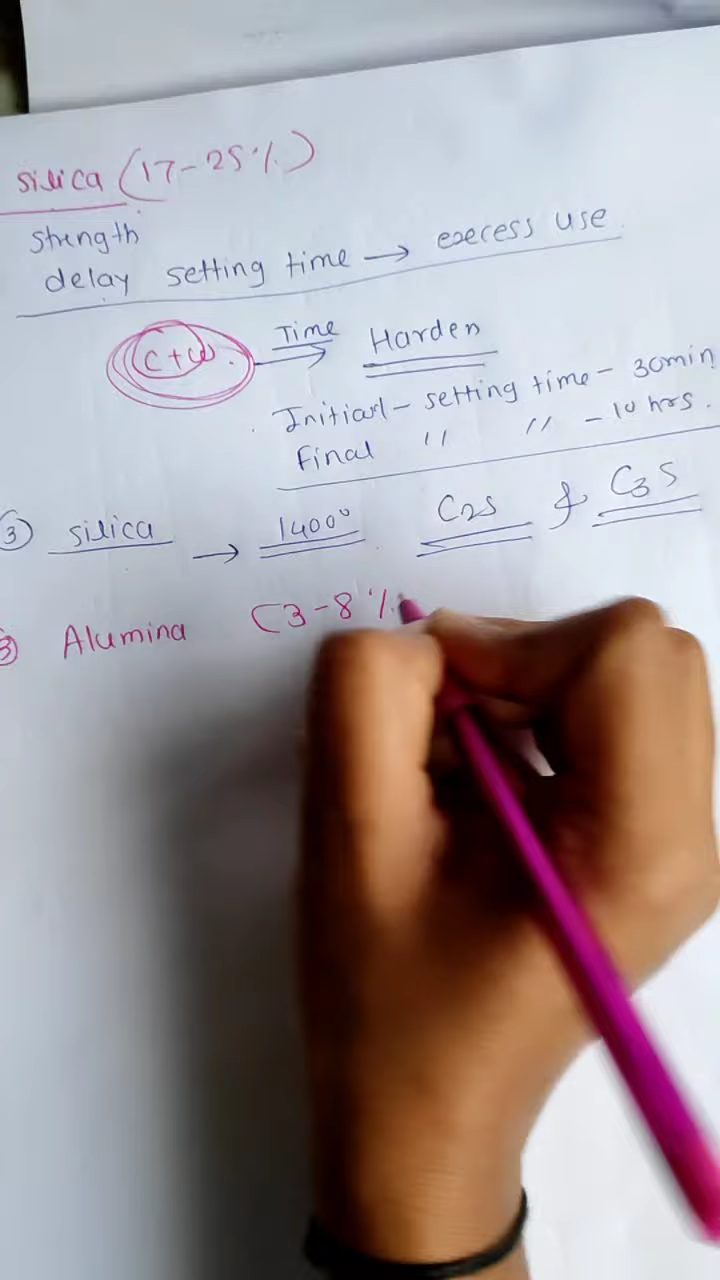 silica (17-25%)
strength
delay setting time → execess use
C+W. Time → Harden
Initial - setting time - 30min
Final " " - 10 hrs.
③ silica → 1400° C2S & C3S
③ Alumina (3-8%